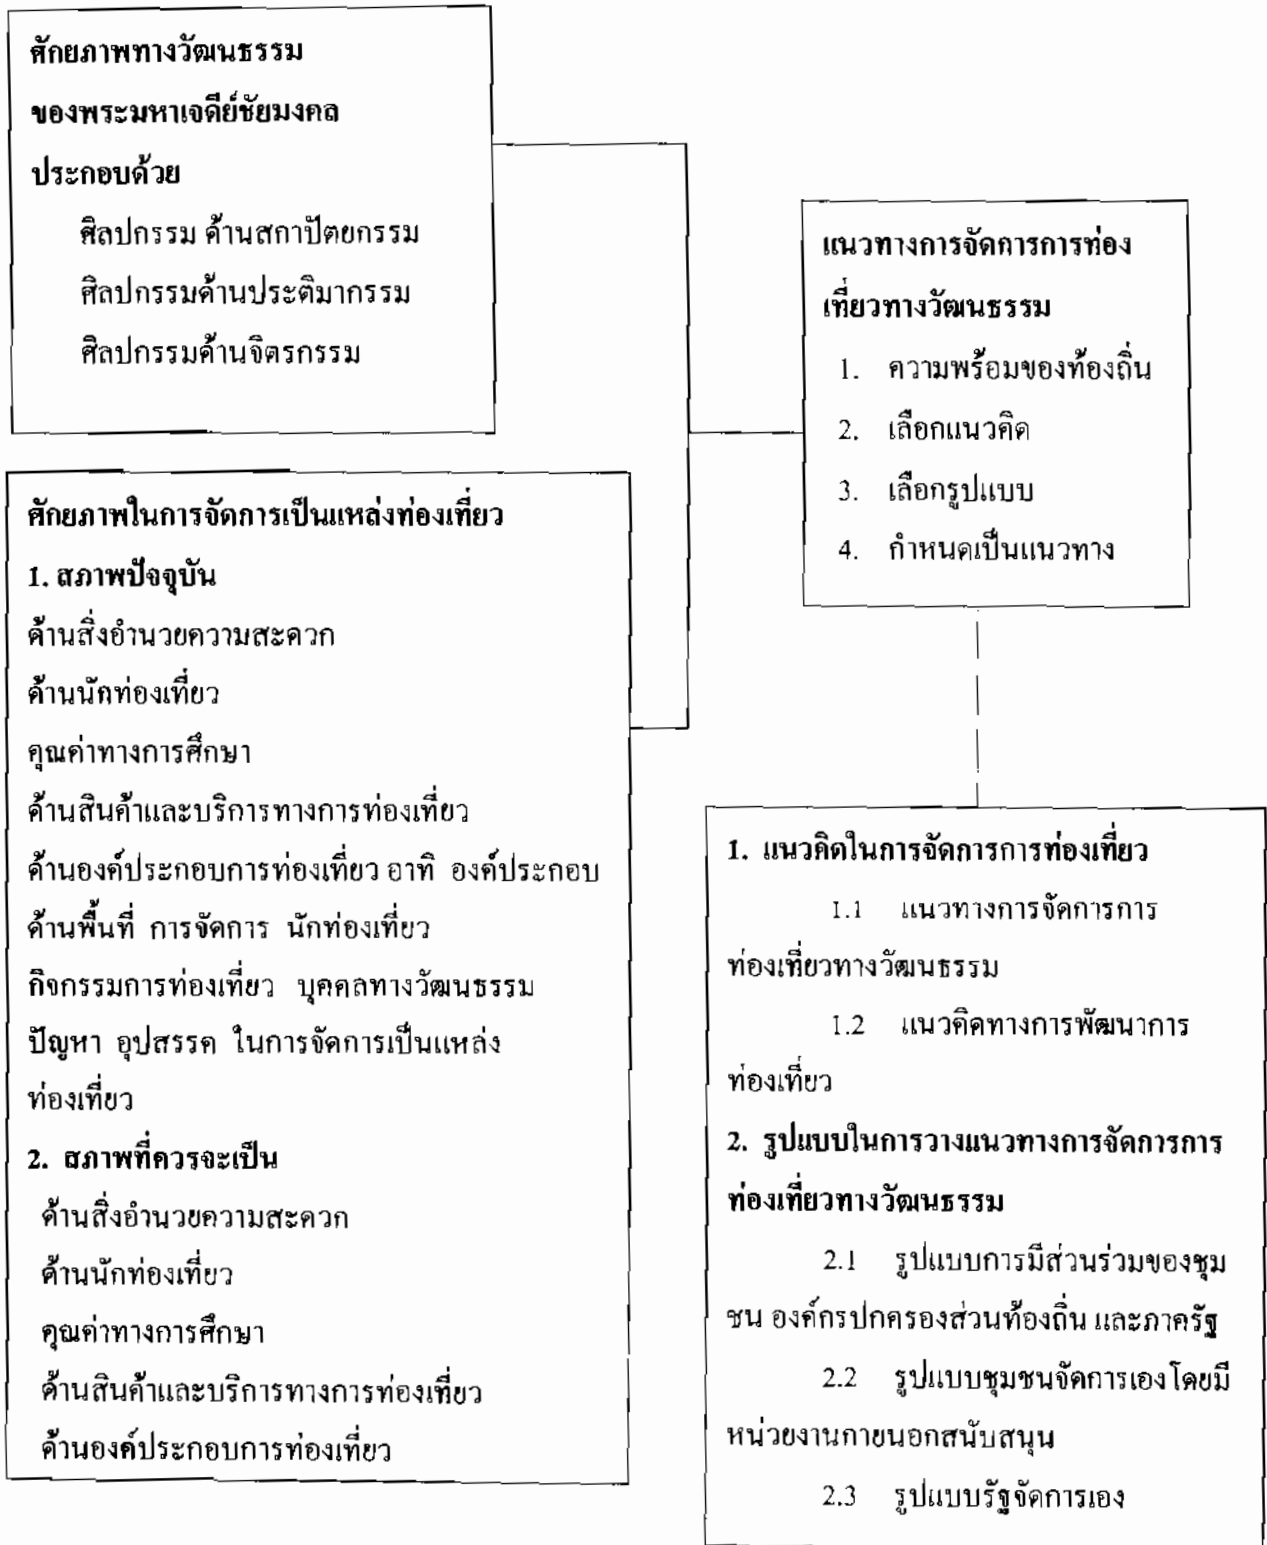 ศักยภาพทางวัฒนธรรม
ของพระมหาเจดีย์ชัยมงคล
ประกอบด้วย
ศิลปกรรม ด้านสถาปัตยกรรม
ศิลปกรรมด้านประติมากรรม
ศิลปกรรมด้านจิตรกรรม
ศักยภาพในการจัดการเป็นแหล่งท่องเที่ยว
1. สภาพปัจจุบัน
ด้านสิ่งอำนวยความสะดวก
ด้านนักท่องเที่ยว
คุณค่าทางการศึกษา
ด้านสินค้าและบริการทางการท่องเที่ยว
ด้านองค์ประกอบการท่องเที่ยว อาทิ องค์ประกอบ
ด้านพื้นที่ การจัดการ นักท่องเที่ยว
กิจกรรมการท่องเที่ยว บุคคลทางวัฒนธรรม
ปัญหา อุปสรรค ในการจัดการเป็นแหล่ง
ท่องเที่ยว
2. สภาพที่ควรจะเป็น
ด้านสิ่งอำนวยความสะดวก
ด้านนักท่องเที่ยว
คุณค่าทางการศึกษา
ด้านสินค้าและบริการทางการท่องเที่ยว
ด้านองค์ประกอบการท่องเที่ยว
แนวทางการจัดการการท่อง
เที่ยวทางวัฒนธรรม
1. ความพร้อมของท้องถิ่น
2. เลือกแนวคิด
3. เลือกรูปแบบ
4. กำหนดเป็นแนวทาง
1. แนวคิดในการจัดการการท่องเที่ยว
1.1 แนวทางการจัดการการ
ท่องเที่ยวทางวัฒนธรรม
1.2 แนวคิดทางการพัฒนาการ
ท่องเที่ยว
2. รูปแบบในการวางแนวทางการจัดการการ
ท่องเที่ยวทางวัฒนธรรม
2.1 รูปแบบการมีส่วนร่วมของชุม
ชน องค์กรปกครองส่วนท้องถิ่น และภาครัฐ
2.2 รูปแบบชุมชนจัดการเองโดยมี
หน่วยงานภายนอกสนับสนุน
2.3 รูปแบบรัฐจัดการเอง